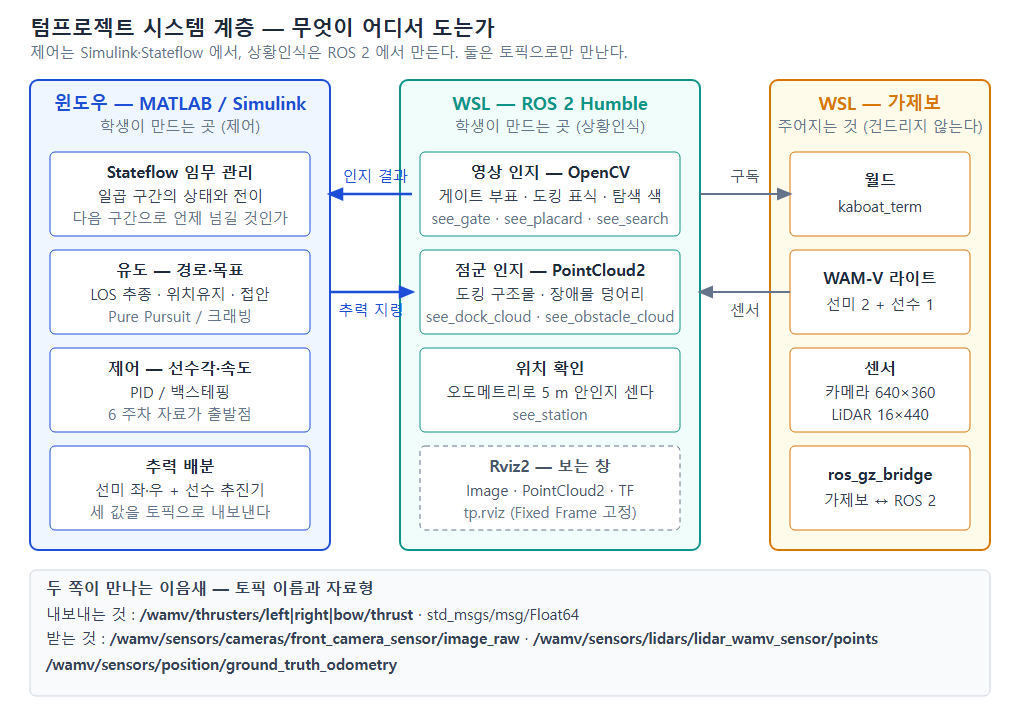 텀프로젝트 시스템 계층 — 무엇이 어디서 도는가
제어는 Simulink·Stateflow 에서, 상황인식은 ROS 2 에서 만든다. 둘은 토픽으로만 만난다.
윈도우 — MATLAB / Simulink
학생이 만드는 곳 (제어)
Stateflow 임무 관리
일곱 구간의 상태와 전이
다음 구간으로 언제 넘길 것인가
유도 — 경로·목표
LOS 추종 · 위치유지 · 접안
Pure Pursuit / 크래빙
제어 — 선수각·속도
PID / 백스테핑
6 주차 자료가 출발점
추력 배분
선미 좌·우 + 선수 추진기
세 값을 토픽으로 내보낸다
인지 결과
추력 지령
WSL — ROS 2 Humble
학생이 만드는 곳 (상황인식)
영상 인지 — OpenCV
게이트 부표 · 도킹 표식 · 탐색 색
see_gate · see_placard · see_search
점군 인지 — PointCloud2
도킹 구조물 · 장애물 덩어리
see_dock_cloud · see_obstacle_cloud
위치 확인
오도메트리로 5 m 안인지 센다
see_station
Rviz2 — 보는 창
Image · PointCloud2 · TF
tp.rviz (Fixed Frame 고정)
구독
센서
WSL — 가제보
주어지는 것 (건드리지 않는다)
월드
kaboat_term
WAM-V 라이트
선미 2 + 선수 1
센서
카메라 640×360
LiDAR 16×440
ros_gz_bridge
가제보 ↔ ROS 2
두 쪽이 만나는 이음새 — 토픽 이름과 자료형
내보내는 것 : /wamv/thrusters/left|right|bow/thrust · std_msgs/msg/Float64
받는 것 : /wamv/sensors/cameras/front_camera_sensor/image_raw · /wamv/sensors/lidars/lidar_wamv_sensor/points
/wamv/sensors/position/ground_truth_odometry